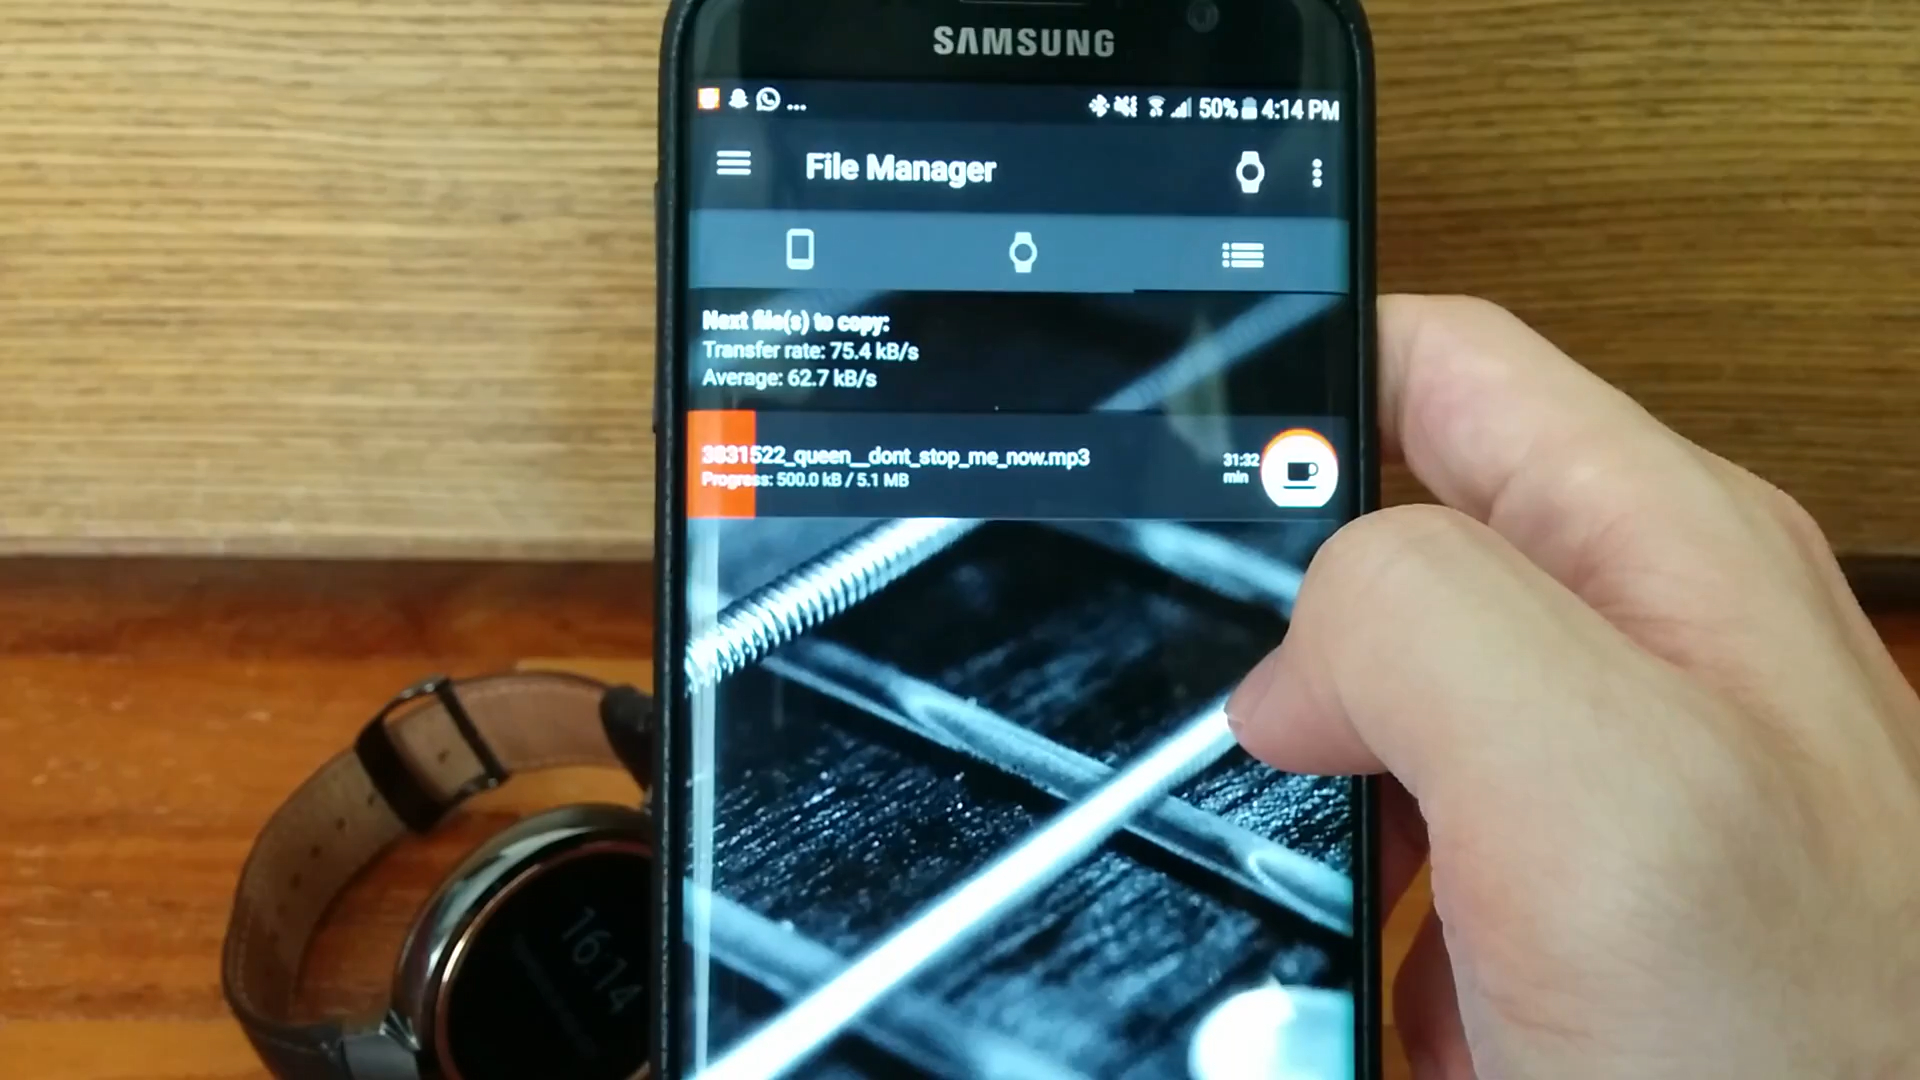 SAMSUNG
... 50% 4:14 PM
File Manager
Next file(s) to copy:
Transfer rate: 75.4 kB/s
Average: 62.7 kB/s
3831522_queen__dont_stop_me_now.mp3
Progress: 500.0 kB / 5.1 MB
31:32
min
16:14